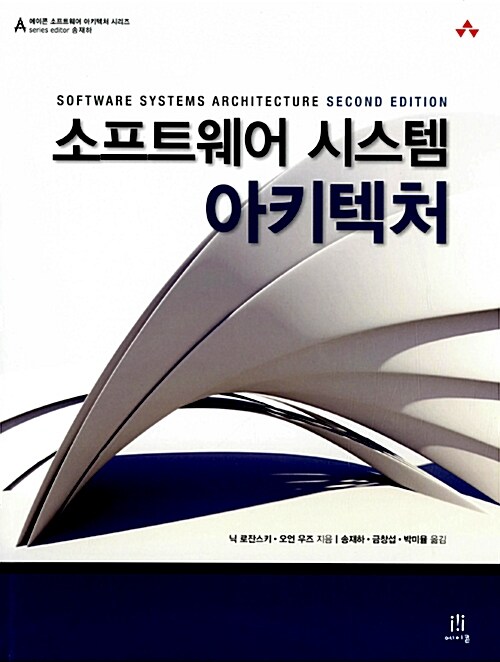 A 에이콘 소프트웨어 아키텍처 시리즈
series editor 송재하
SOFTWARE SYSTEMS ARCHITECTURE SECOND EDITION
소프트웨어 시스템
아키텍처
닉 로잔스키 • 오언 우즈 지음 | 송재하 • 금창섭 • 박미율 옮김
에이콘